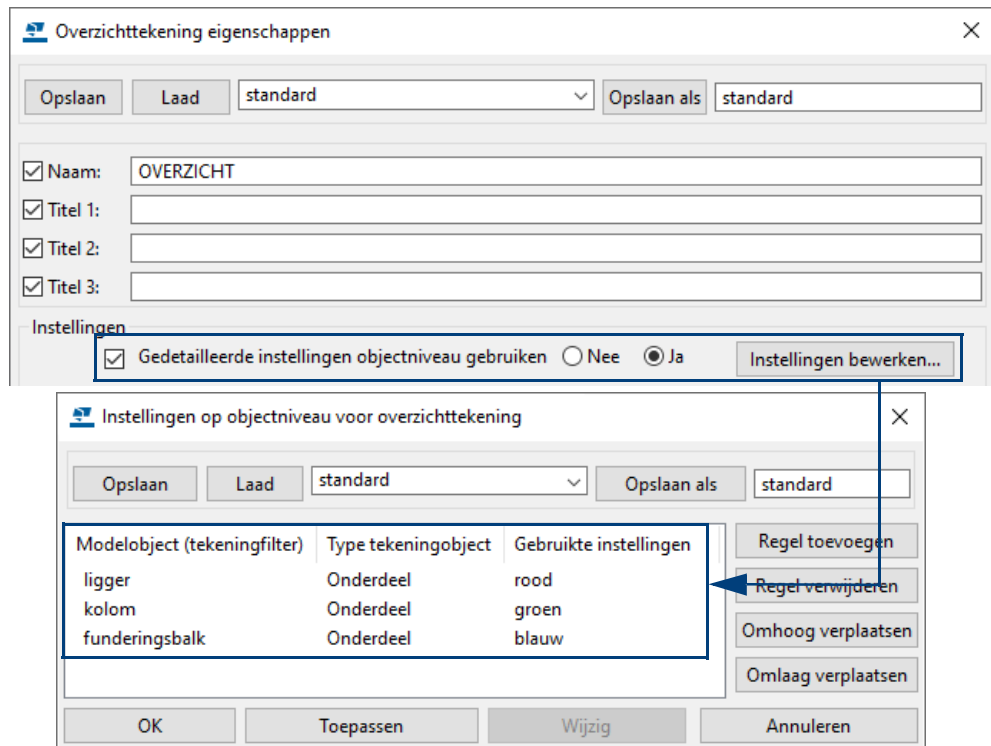 Overzichttekening eigenschappen
Opslaan Laad standard Opslaan als standard
Naam: OVERZICHT
Titel 1:
Titel 2:
Titel 3:
Instellingen
Gedetailleerde instellingen objectniveau gebruiken Nee Ja Instellingen bewerken...
Instellingen op objectniveau voor overzichttekening
Opslaan Laad standard Opslaan als standard
Modelobject (tekeningfilter) Type tekeningobject Gebruikte instellingen Regel toevoegen
ligger Onderdeel rood Regel verwijderen
kolom Onderdeel groen
funderingsbalk Onderdeel blauw Omhoog verplaatsen
Omlaag verplaatsen
OK Toepassen Wijzig Annuleren